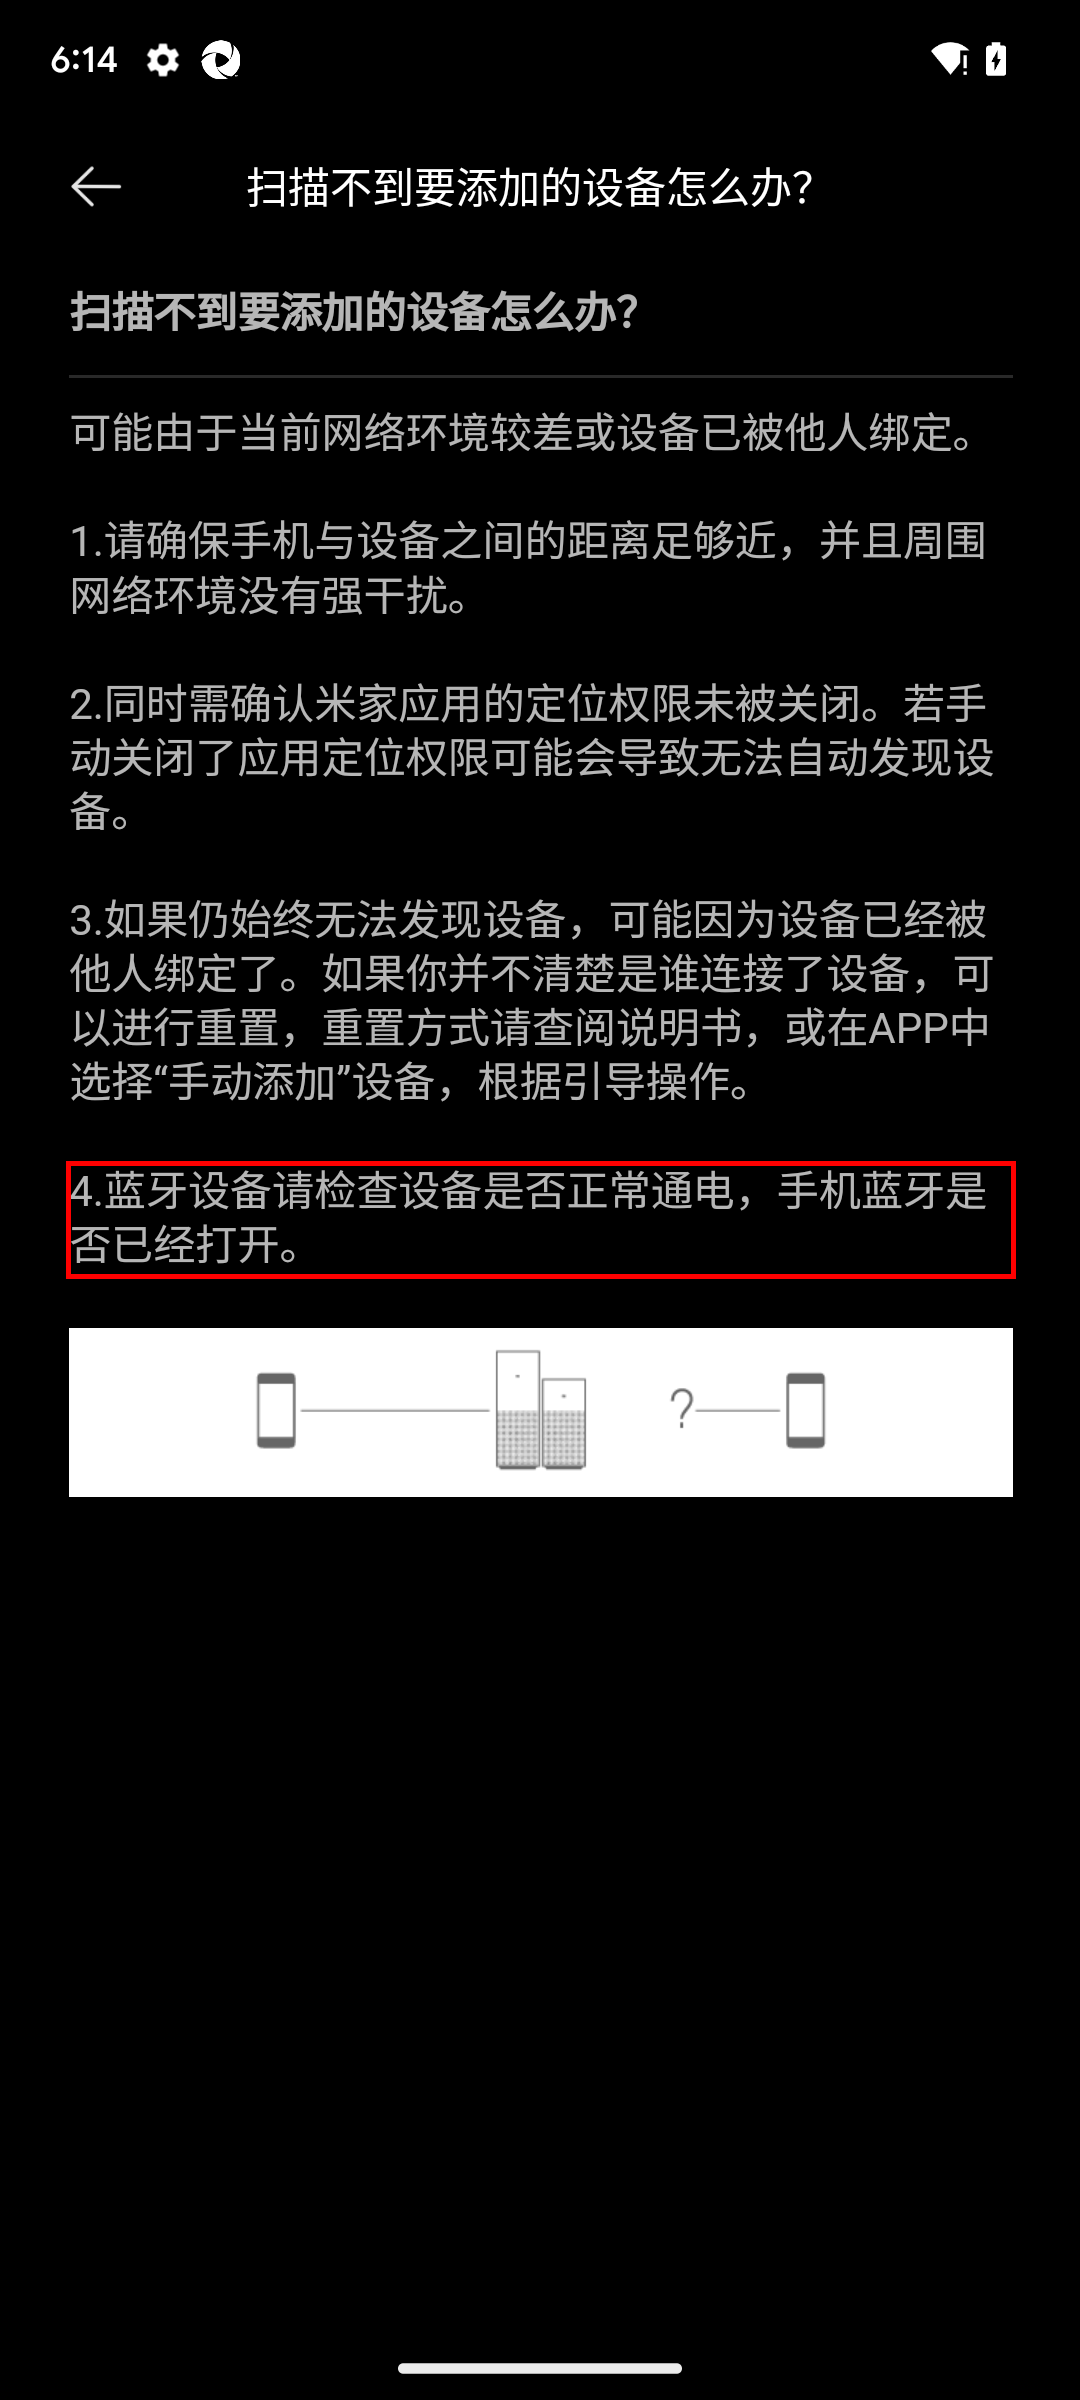 6:14
扫描不到要添加的设备怎么办?
扫描不到要添加的设备怎么办?
可能由于当前网络环境较差或设备已被他人绑定。
1.请确保手机与设备之间的距离足够近，并且周围
网络环境没有强干扰。
2.同时需确认米家应用的定位权限未被关闭。若手
动关闭了应用定位权限可能会导致无法自动发现设
备。
3.如果仍始终无法发现设备，可能因为设备已经被
他人绑定了。如果你并不清楚是谁连接了设备，可
以进行重置，重置方式请查阅说明书，或在APP中
选择“手动添加”设备，根据引导操作。
4.蓝牙设备请检查设备是否正常通电，手机蓝牙是
否已经打开。
?